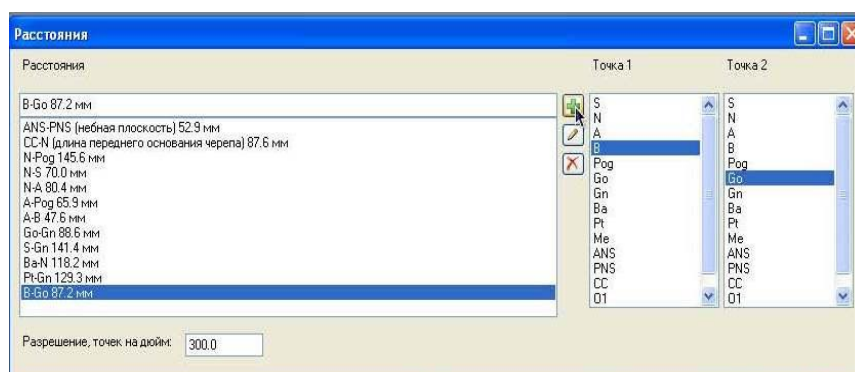 Расстояния
Расстояния
Точка 1
Точка 2
B-Go 87.2 мм
ANS-PNS (небная плоскость) 52.9 мм
CC-N (длина переднего основания черепа) 87.6 мм
N-Pog 145.6 мм
N-S 70.0 мм
N-A 80.4 мм
A-Pog 65.9 мм
A-B 47.6 мм
Go-Gn 88.6 мм
S-Gn 141.4 мм
Ba-N 118.2 мм
Pt-Gn 129.3 мм
B-Go 87.2 мм
S
N
A
B
Pog
Go
Gn
Ba
Pt
Me
ANS
PNS
CC
O1
S
N
A
B
Pog
Go
Gn
Ba
Pt
Me
ANS
PNS
CC
O1
Разрешение, точек на дюйм:
300.0